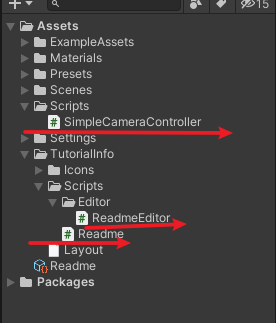 15
Assets
ExampleAssets
Materials
Presets
Scenes
Scripts
SimpleCameraController
Settings
TutorialInfo
Icons
Scripts
Editor
ReadmeEditor
Readme
Layout
Readme
Packages